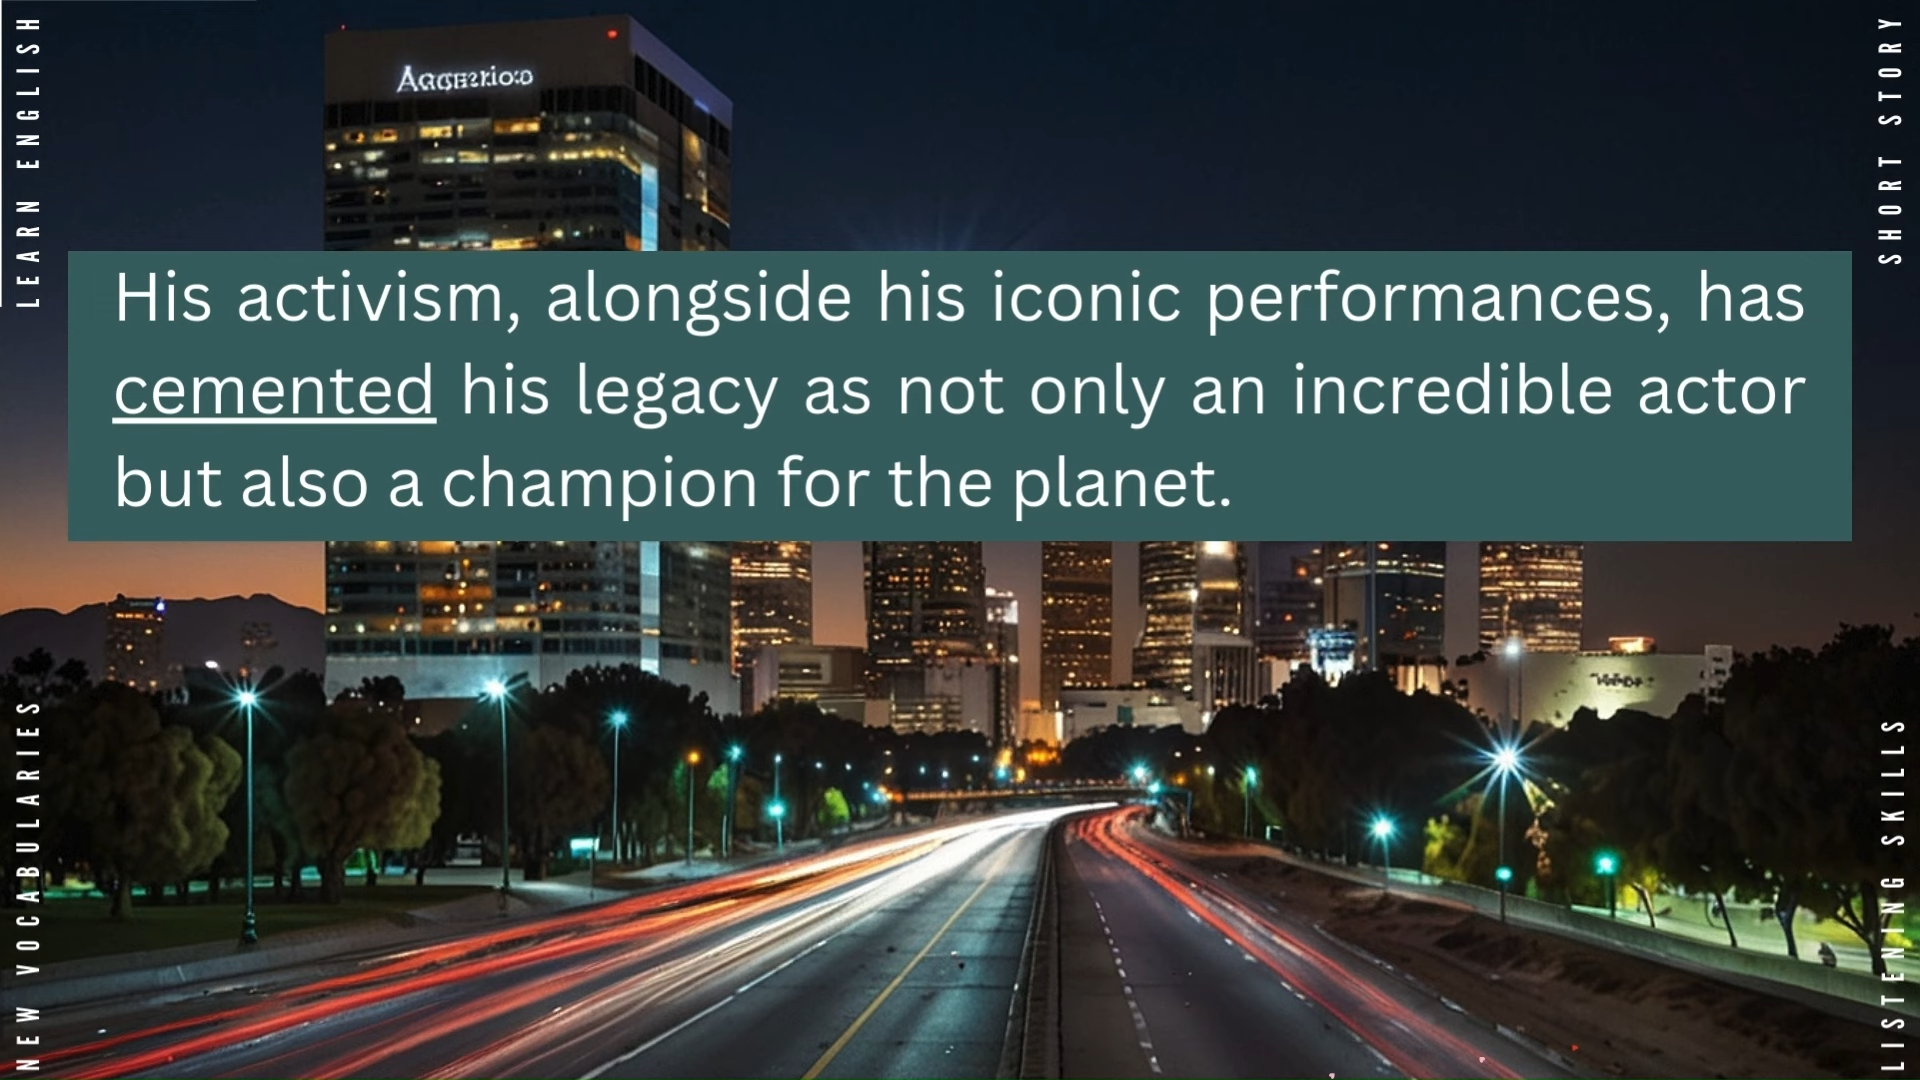 LEARN ENGLISH
SHORT STORY
His activism, alongside his iconic performances, has
cemented his legacy as not only an incredible actor
but also a champion for the planet.
NEW VOCABULARIES
LISTENING SKILLS